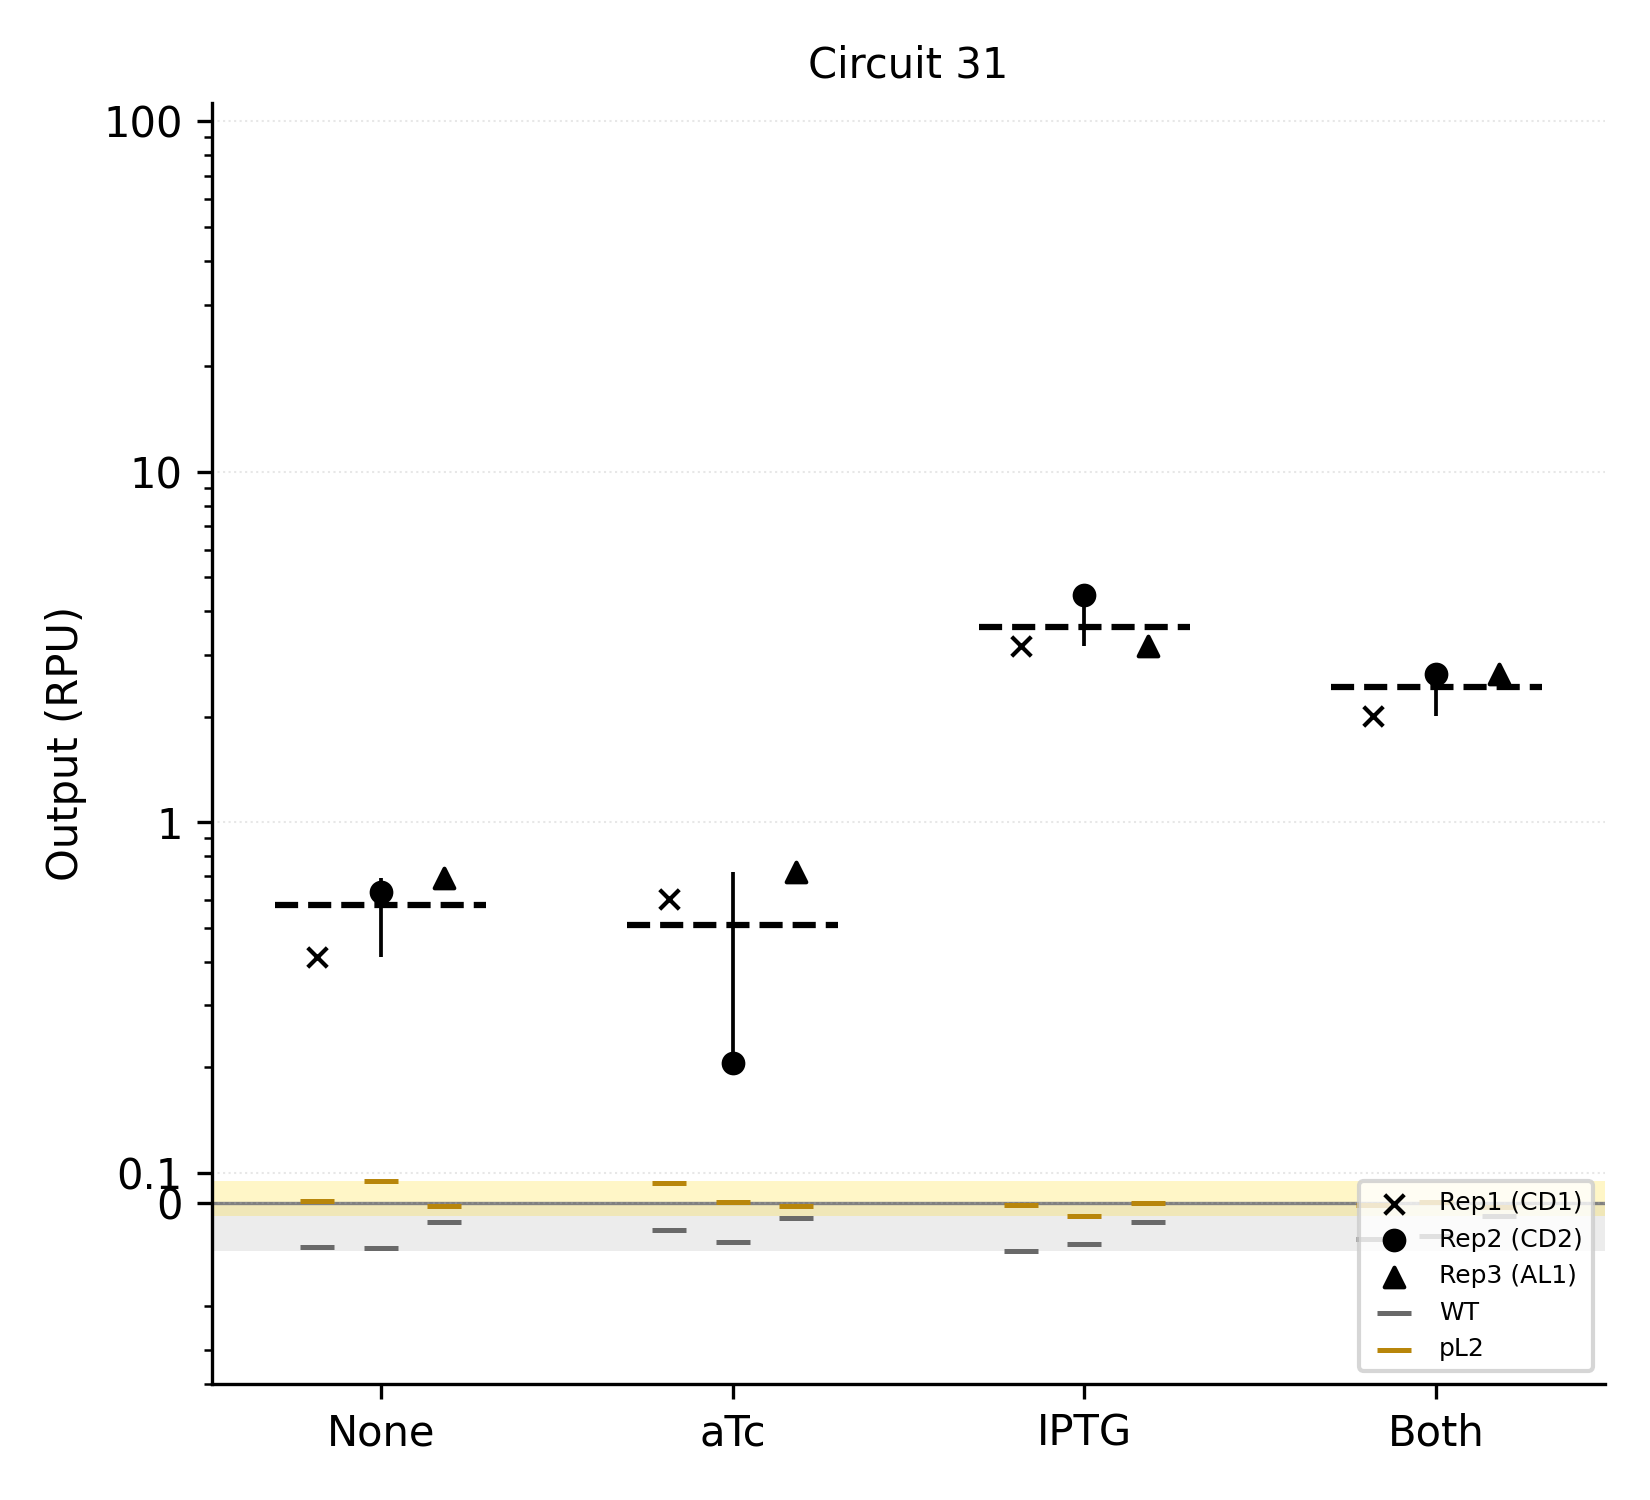 Circuit 31
100
10
1
0.1
0
Output (RPU)
None
aTc
IPTG
Both
Rep1 (CD1)
Rep2 (CD2)
Rep3 (AL1)
WT
pL2